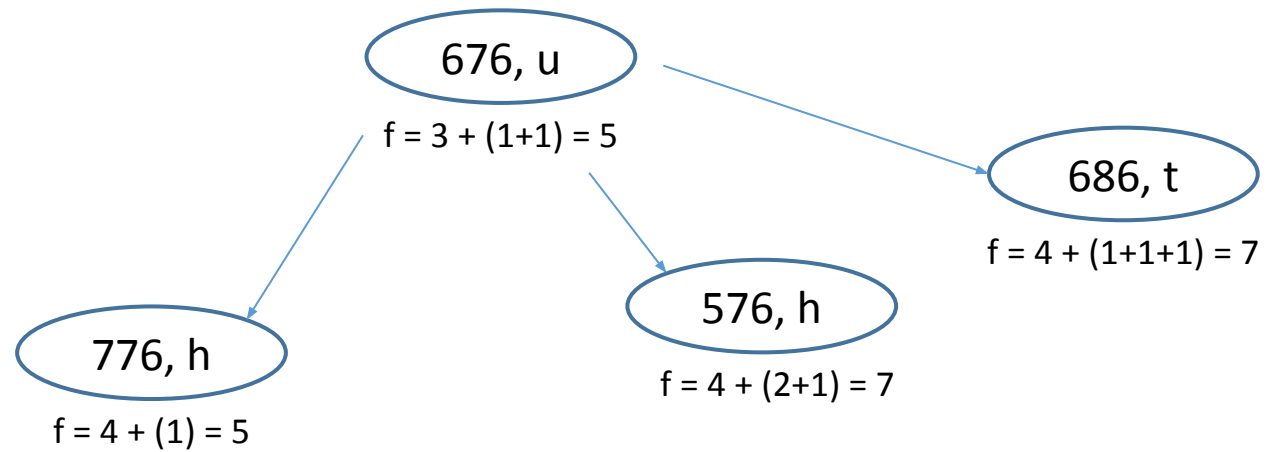 676, u
f = 3 + (1+1) = 5
686, t
f = 4 + (1+1+1) = 7
576, h
f = 4 + (2+1) = 7
776, h
f = 4 + (1) = 5